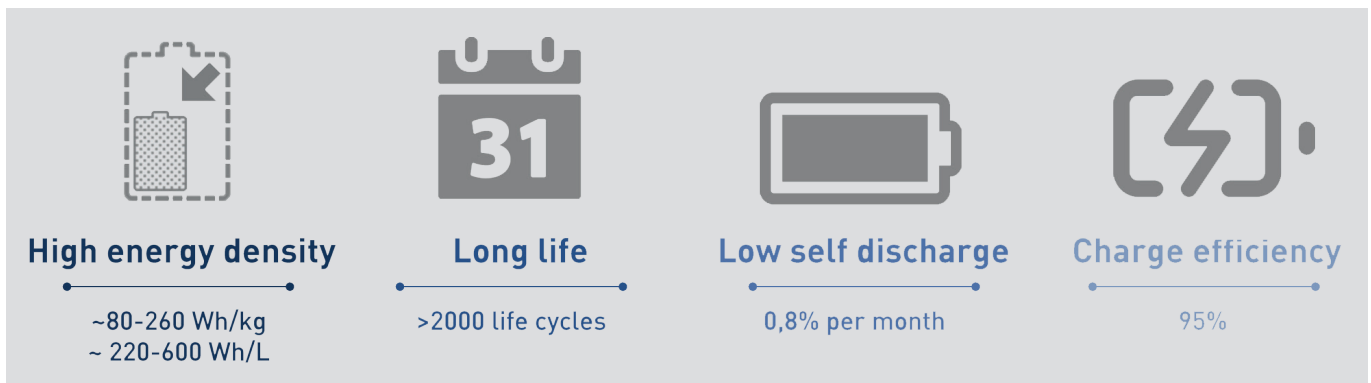 31
High energy density
~80-260 Wh/kg
~ 220-600 Wh/L
Long life
>2000 life cycles
Low self discharge
0,8% per month
Charge efficiency
95%